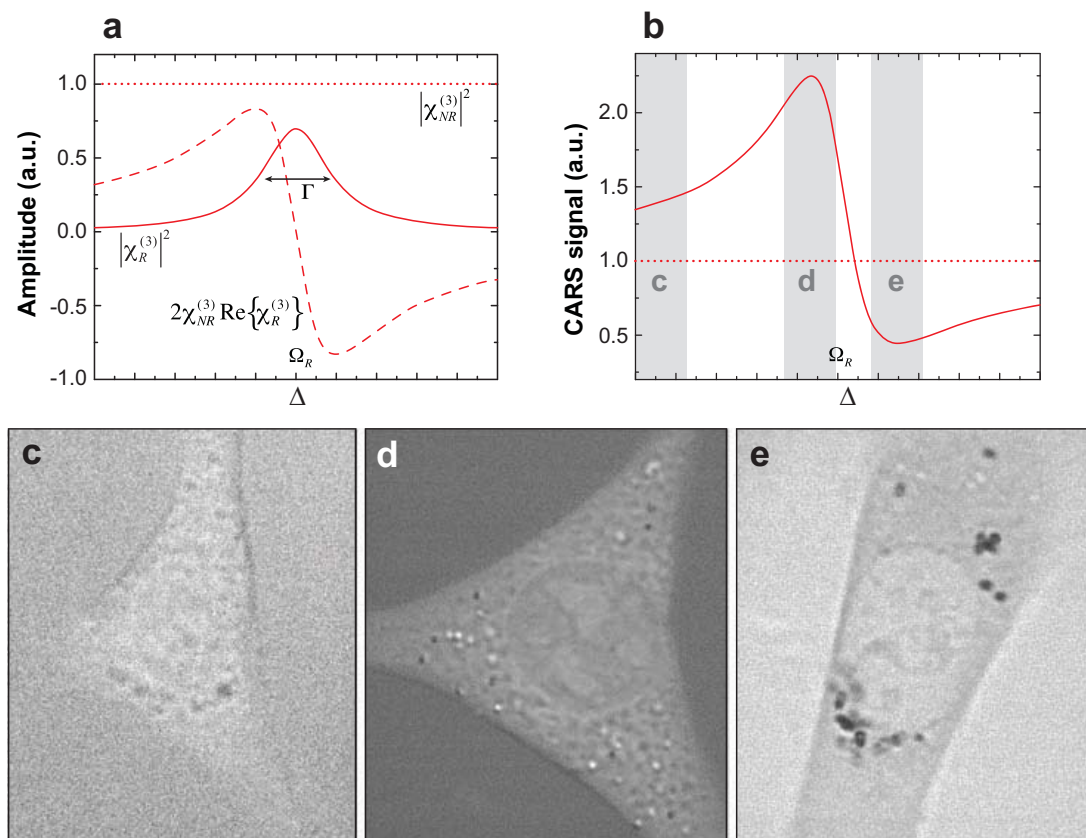 a
1.0
0.5
0.0
-0.5
-1.0
Amplitude (a.u.)
|χ_NR^(3)|²
Γ
|χ_R^(3)|²
2χ_NR^(3) Re{χ_R^(3)}
Ω_R
Δ
b
2.0
1.5
1.0
0.5
CARS signal (a.u.)
c d e
Ω_R
Δ
c
d
e